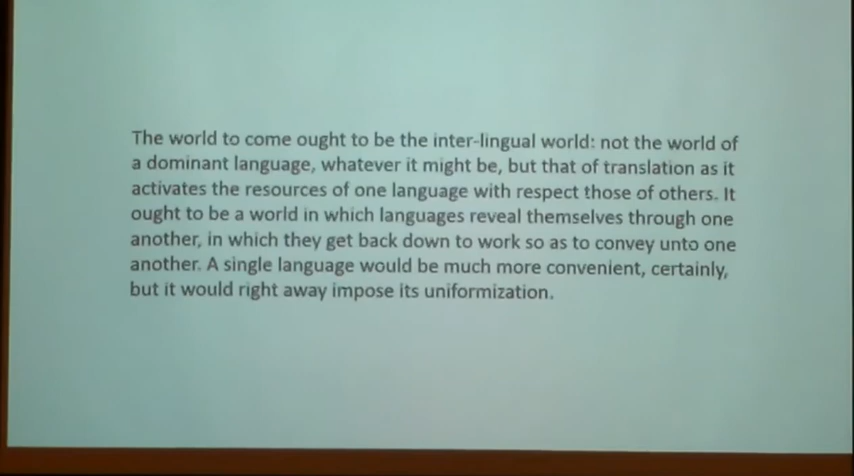 The world to come ought to be the inter-lingual world: not the world of
a dominant language, whatever it might be, but that of translation as it
activates the resources of one language with respect those of others. It
ought to be a world in which languages reveal themselves through one
another, in which they get back down to work so as to convey unto one
another. A single language would be much more convenient, certainly,
but it would right away impose its uniformization.